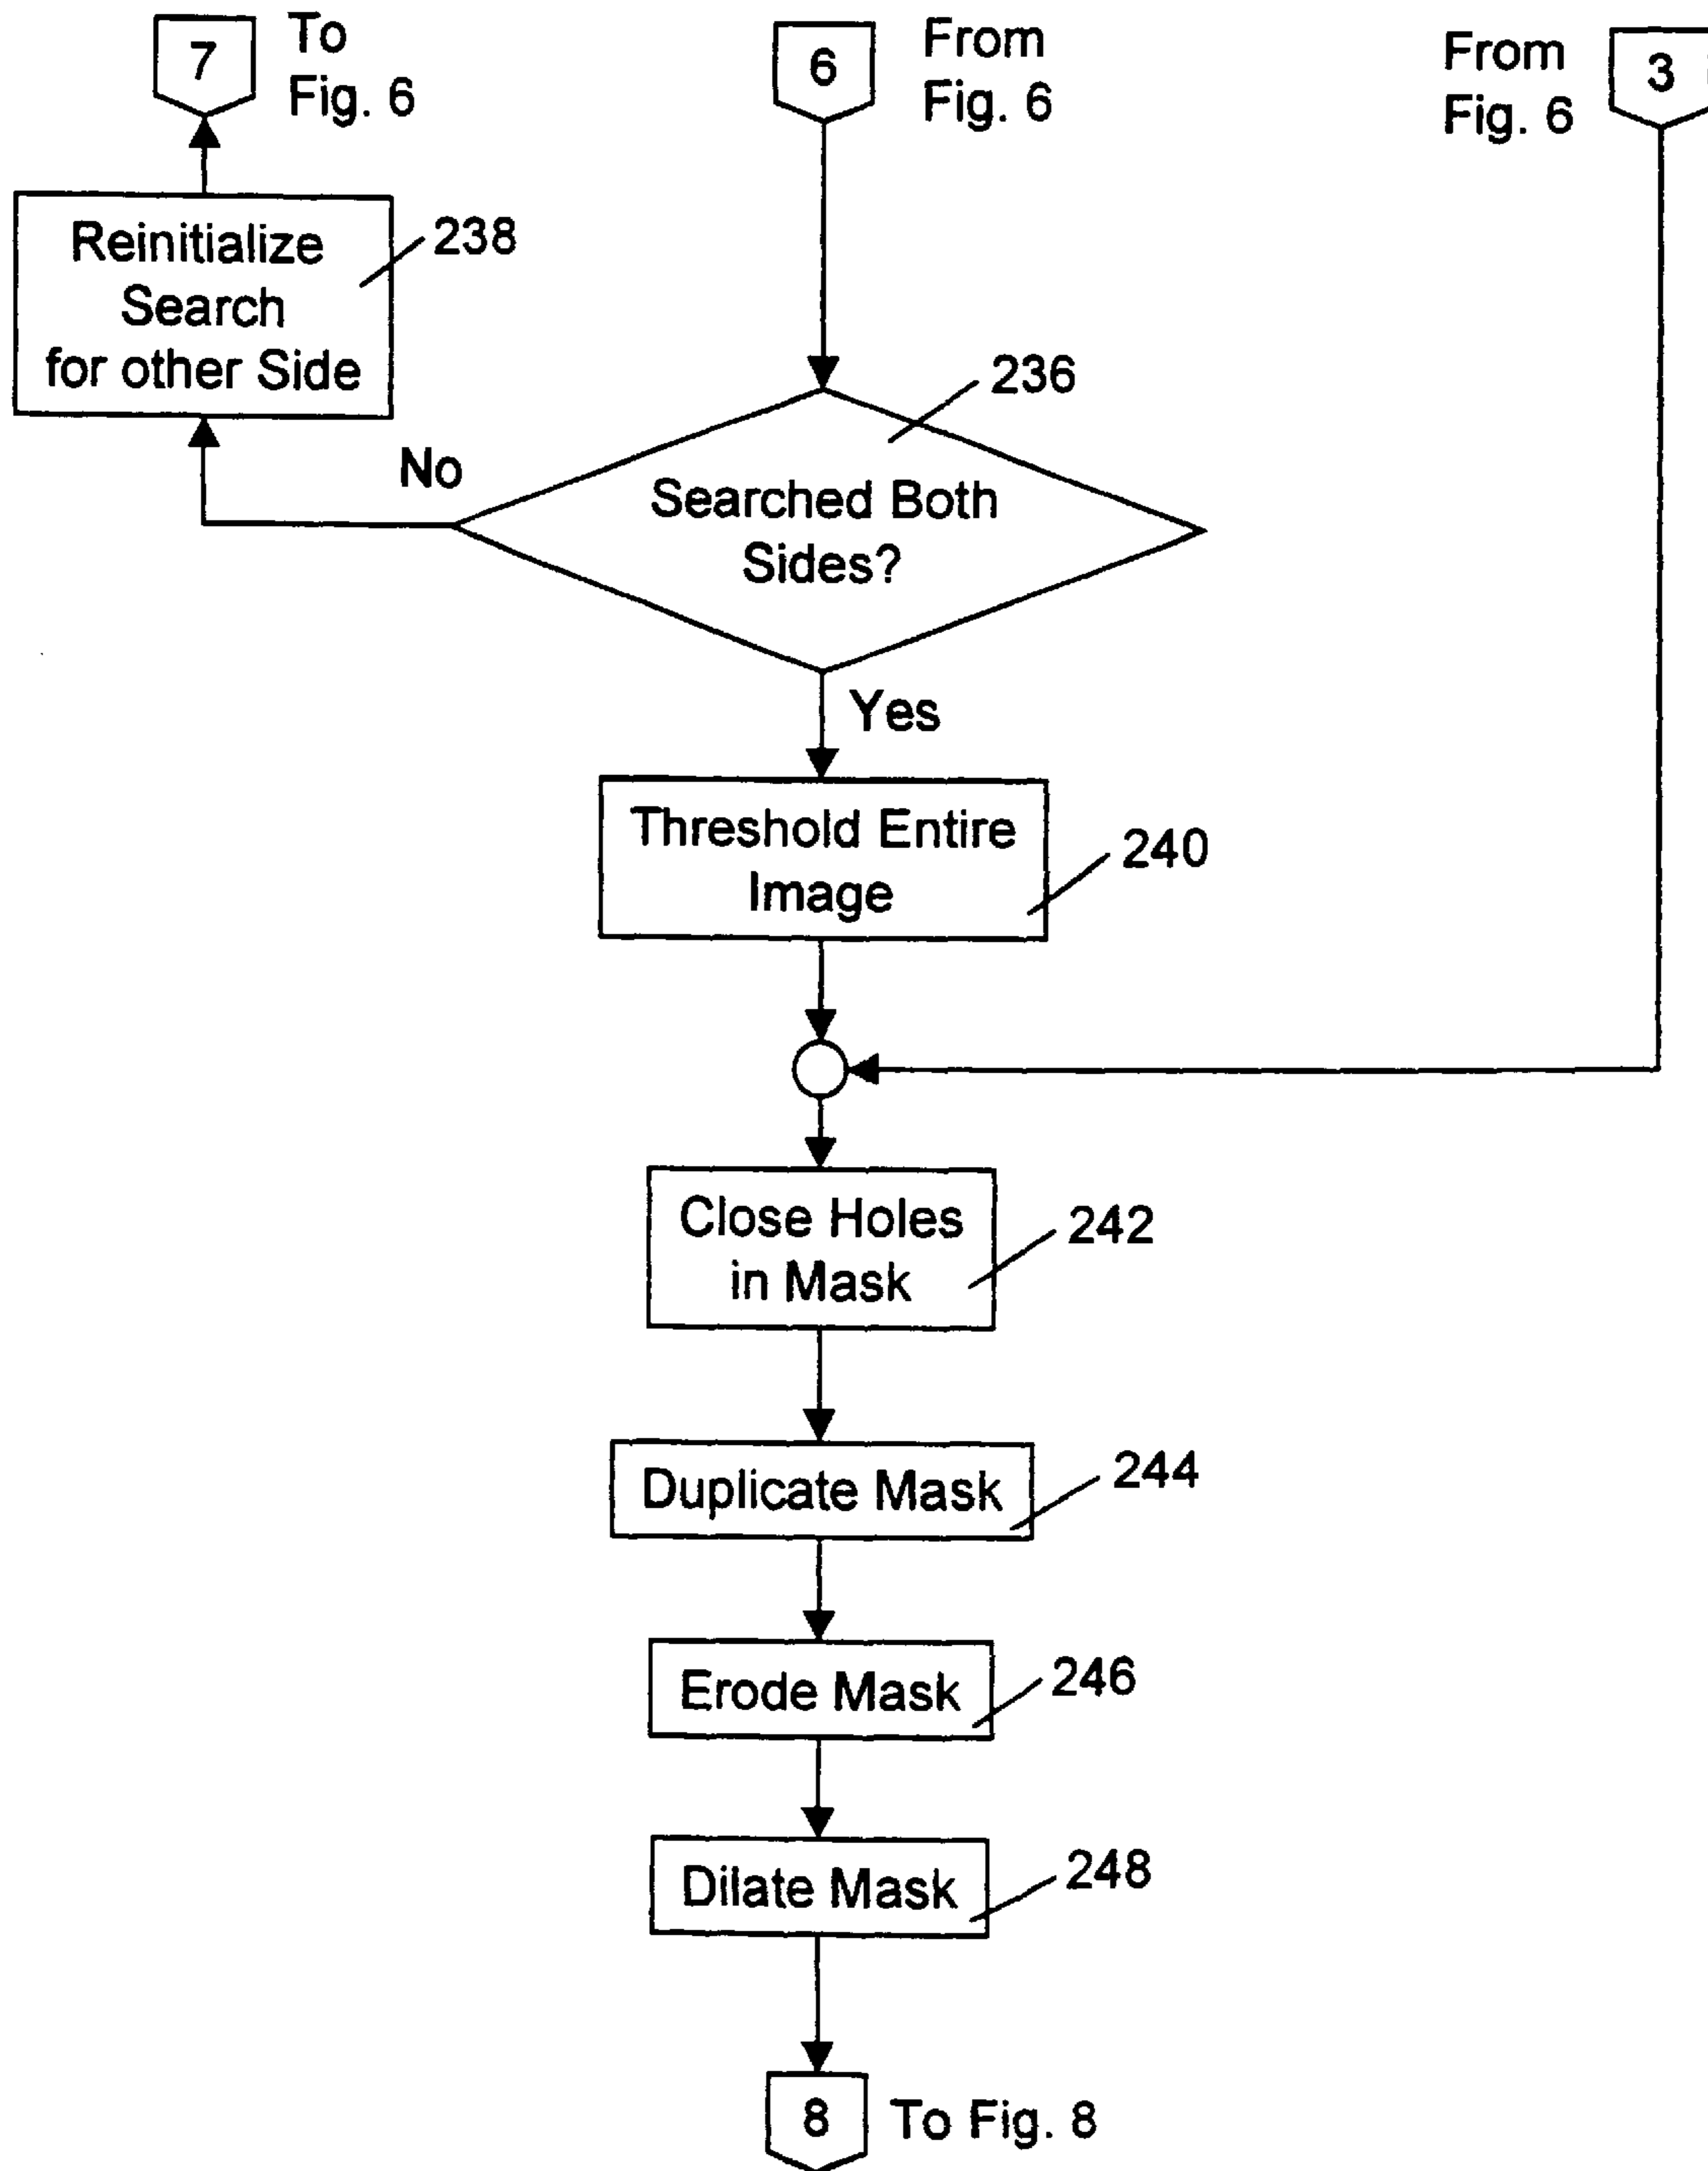 7
To
Fig. 6
6
From
Fig. 6
From
Fig. 6
3
Reinitialize
Search
for other Side
238
236
No
Searched Both
Sides?
Yes
Threshold Entire
Image
240
Close Holes
in Mask
242
Duplicate Mask
244
Erode Mask
246
Dilate Mask
248
8
To Fig. 8